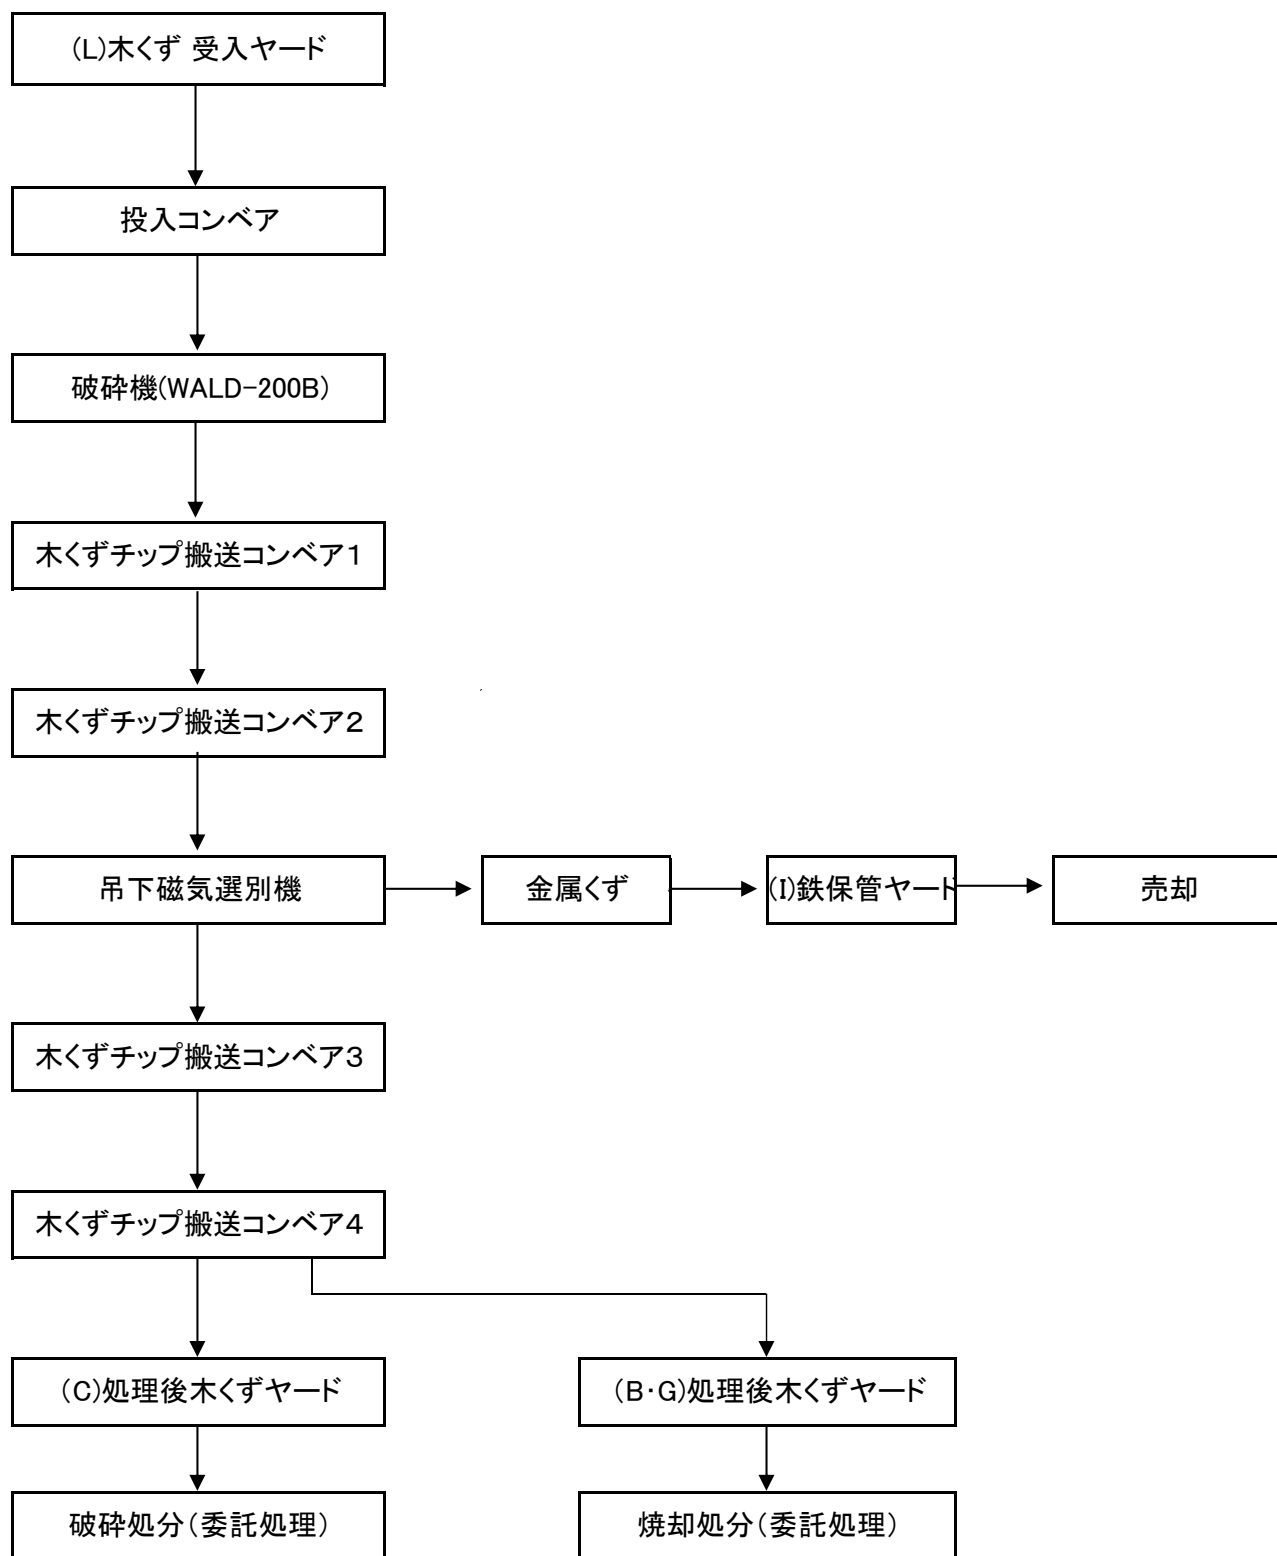 (L)木くず 受入ヤード
投入コンベア
破砕機(WALD-200B)
木くずチップ搬送コンベア1
木くずチップ搬送コンベア2
吊下磁気選別機
金属くず
(I)鉄保管ヤード
売却
木くずチップ搬送コンベア3
木くずチップ搬送コンベア4
(C)処理後木くずヤード
(B・G)処理後木くずヤード
破砕処分(委託処理)
焼却処分(委託処理)